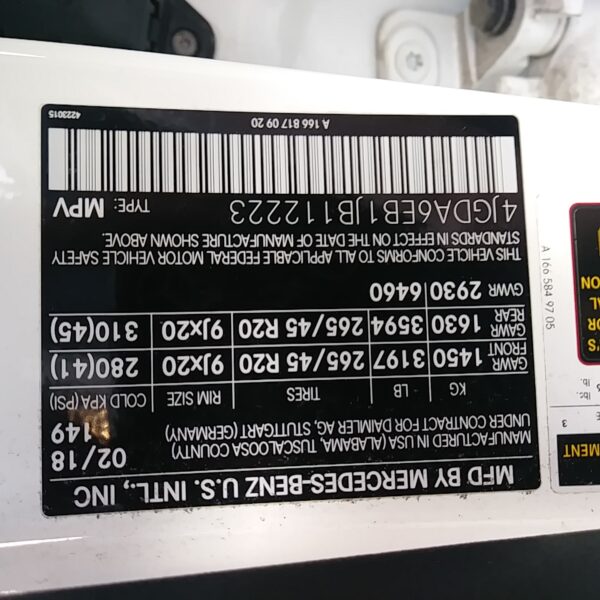 MFD BY MERCEDES-BENZ U.S. INTL., INC
MANUFACTURED IN USA (ALABAMA, TUSCALOOSA COUNTY)
UNDER CONTRACT FOR DAIMLER AG, STUTTGART (GERMANY)
02/18
149
KG LB TIRES RIM SIZE COLD KPA (PSI)
GAWR FRONT 1450 3197 265/45 R20 9Jx20 280(41)
GAWR REAR 1630 3594 265/45 R20 9Jx20 310(45)
GVWR 2930 6460
THIS VEHICLE CONFORMS TO ALL APPLICABLE FEDERAL MOTOR VEHICLE SAFETY
STANDARDS IN EFFECT ON THE DATE OF MANUFACTURE SHOWN ABOVE.
4JGDA6EB1JB112223 TYPE: MPV
A 166 817 09 20
4223015
A 166 584 97 05
3
lbs.
lb.